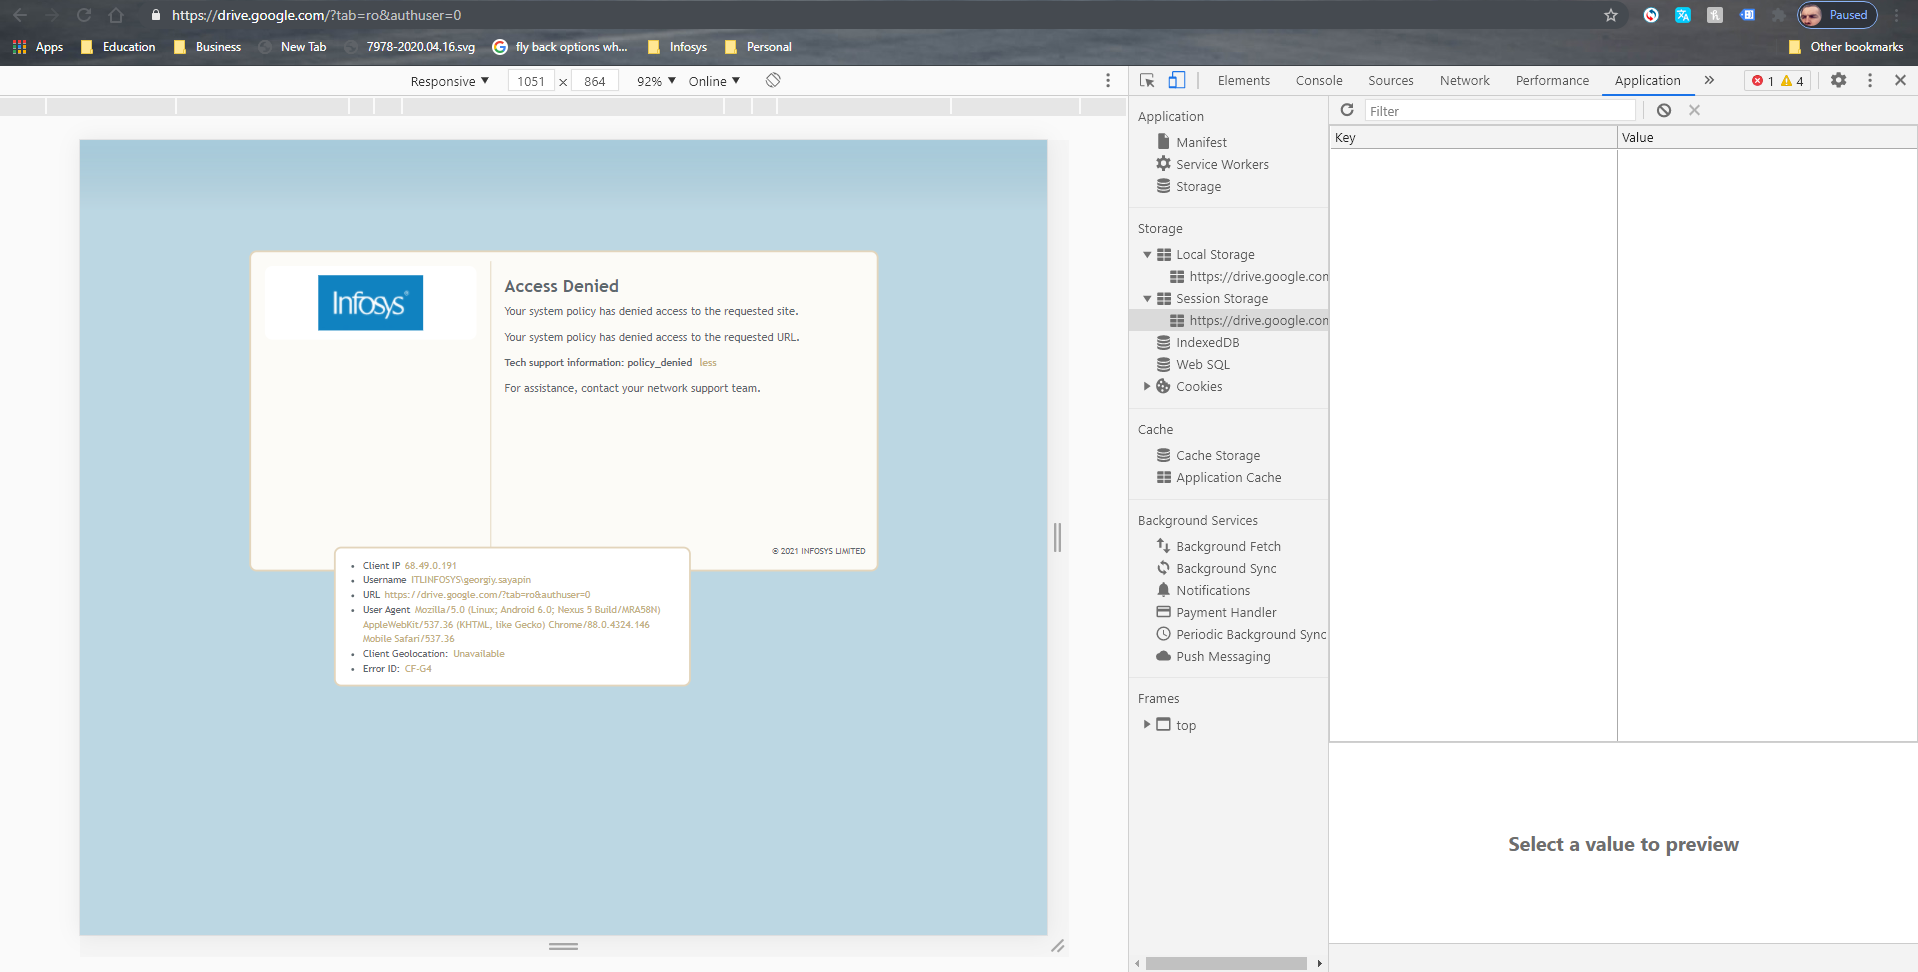 https://drive.google.com/?tab=ro&authuser=0
Paused
Apps Education Business New Tab 7978-2020.04.16.svg fly back options wh... Infosys Personal Other bookmarks
Responsive ▼ 1051 x 864 92% ▼ Online ▼
Elements Console Sources Network Performance Application » 1 4
Filter
Key Value
Application
Manifest
Service Workers
Storage
Storage
Local Storage
https://drive.google.com
Session Storage
https://drive.google.com
IndexedDB
Web SQL
Cookies
Cache
Cache Storage
Application Cache
Background Services
Background Fetch
Background Sync
Notifications
Payment Handler
Periodic Background Sync
Push Messaging
Frames
top
Select a value to preview
Infosys®
Access Denied
Your system policy has denied access to the requested site.
Your system policy has denied access to the requested URL.
Tech support information: policy_denied less
For assistance, contact your network support team.
© 2021 INFOSYS LIMITED
• Client IP 68.49.0.191
• Username ITLINFOSYS\georgiy.sayapin
• URL https://drive.google.com/?tab=ro&authuser=0
• User Agent Mozilla/5.0 (Linux; Android 6.0; Nexus 5 Build/MRA58N)
AppleWebKit/537.36 (KHTML, like Gecko) Chrome/88.0.4324.146
Mobile Safari/537.36
• Client Geolocation: Unavailable
• Error ID: CF-G4